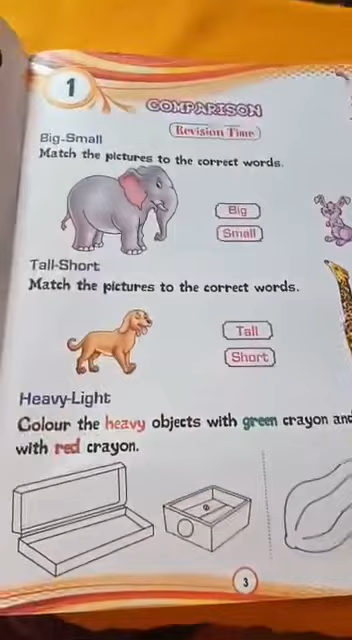 1
COMPARISON
Revision Time
Big-Small
Match the pictures to the correct words.
Big
Small
Tall-Short
Match the pictures to the correct words.
Tall
Short
Heavy-Light
Colour the heavy objects with green crayon and
with red crayon.
3